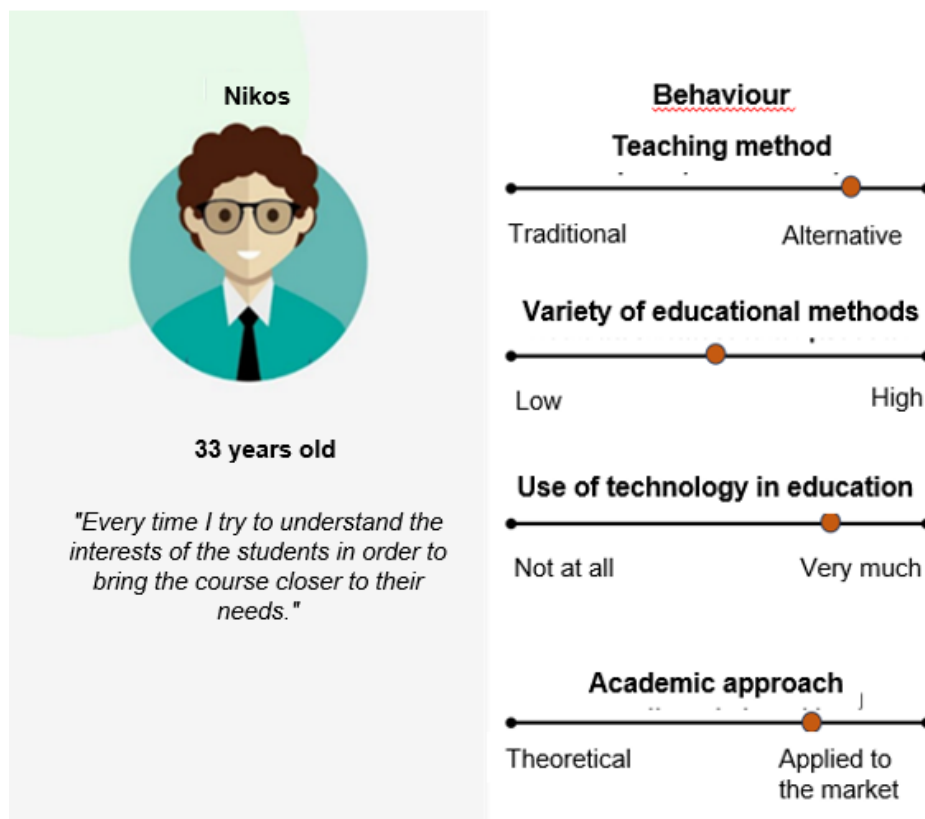 Nikos
33 years old
"Every time I try to understand the
interests of the students in order to
bring the course closer to their
needs."
Behaviour
Teaching method
Traditional
Alternative
Variety of educational methods
Low
High
Use of technology in education
Not at all
Very much
Academic approach
Theoretical
Applied to
the market